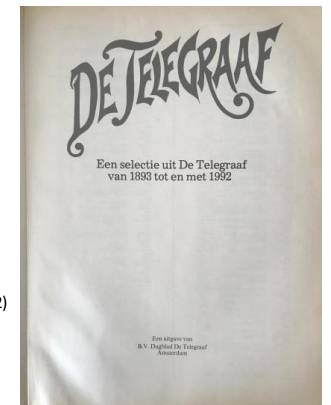 DE TELEGRAAF
Een selectie uit De Telegraaf
van 1893 tot en met 1992
2)
Een uitgave van
B.V. Dagblad De Telegraaf
Amsterdam